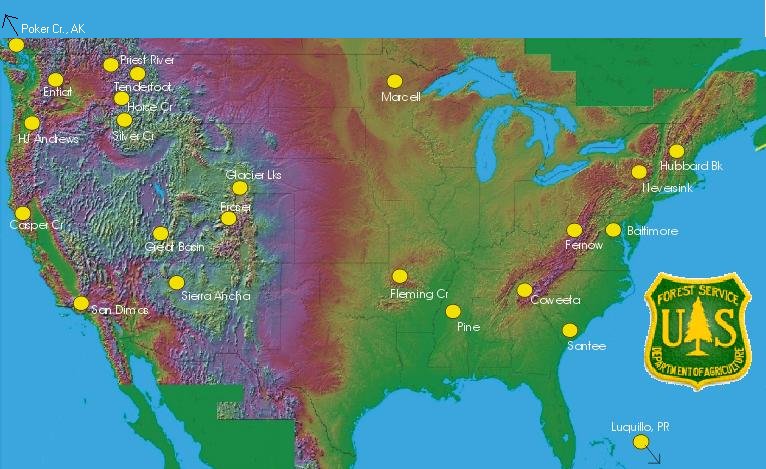 Poker Cr., AK
Priest River
Tenderfoot
Entiat
Horse Cr
HJ Andrews
Silver Cr
Marcell
Hubbard Bk
Neversink
Glacier Lks
Fraser
Casper Cr
Great Basin
Fernow
Baltimore
Sierra Ancha
Fleming Cr
Coweeta
San Dimas
Pine
Santee
FOREST SERVICE
US
DEPARTMENT OF AGRICULTURE
Luquillo, PR